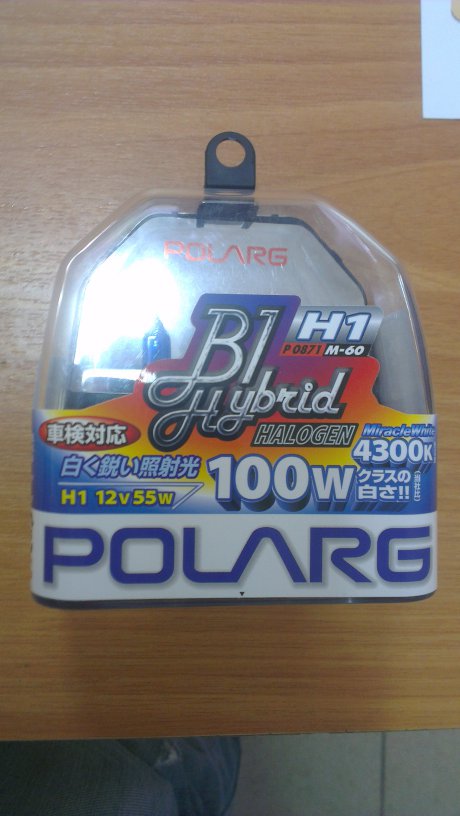 POLARG
B1
Hybrid
HALOGEN
H1
P0871 M-60
車検対応
白く鋭い照射光
H1 12V 55W
100W
MiracleWhite
4300K
クラスの
白さ!!
POLARG